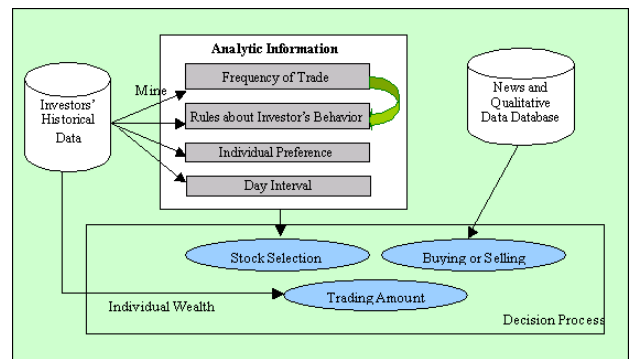 Analytic Information
Frequency of Trade
Mine
Investors'
Historical
Data
Rules about Investor's Behavior
Individual Preference
Day Interval
News and
Qualitative
Data Database
Stock Selection
Buying or Selling
Trading Amount
Individual Wealth
Decision Process